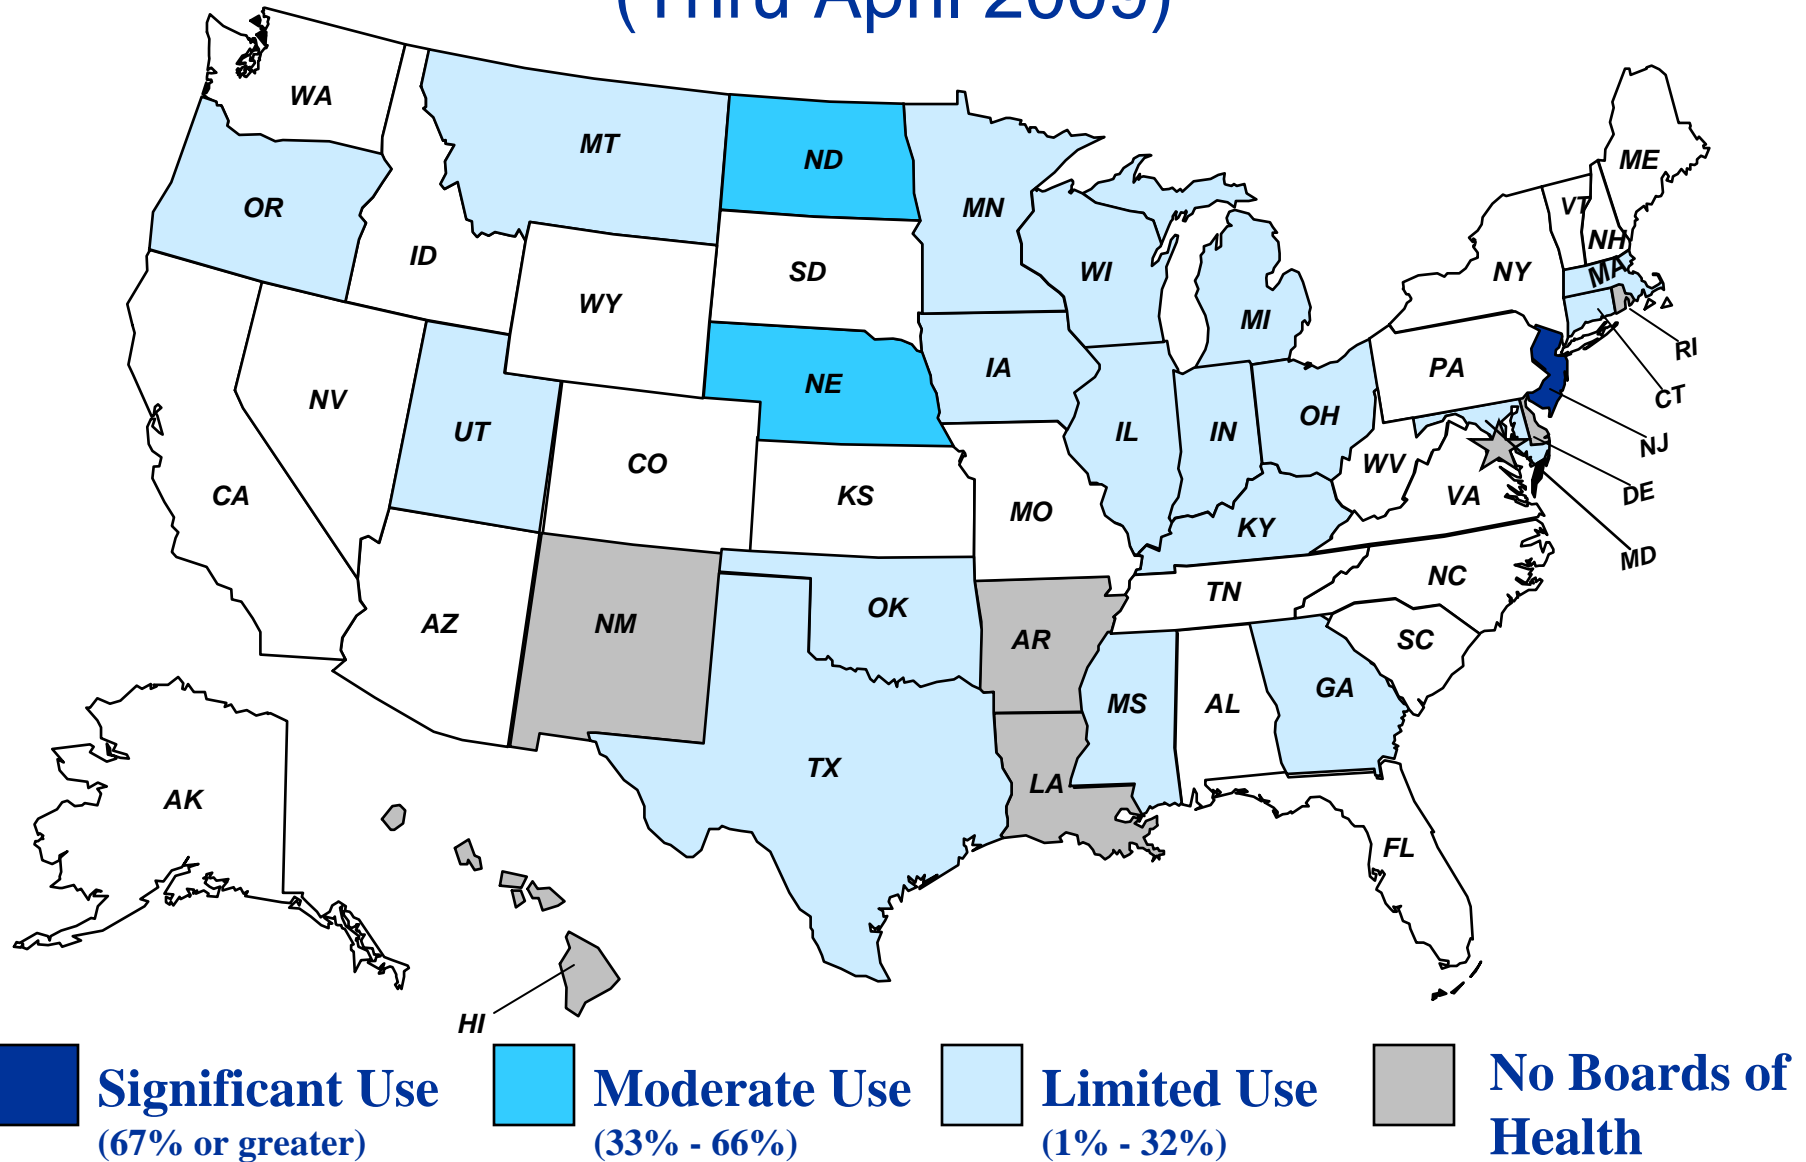 (Thru April 2009)
WA
MT
ND
ME
OR
MN
VT
ID
SD
WI
NH
NY
MA
WY
MI
RI
IA
PA
NV
NE
CT
UT
OH
IL
IN
NJ
CO
WV
CA
KS
VA
DE
MO
KY
MD
NC
TN
AZ
NM
OK
AR
SC
MS
AL
GA
TX
LA
AK
FL
HI
Significant Use
(67% or greater)
Moderate Use
(33% - 66%)
Limited Use
(1% - 32%)
No Boards of
Health